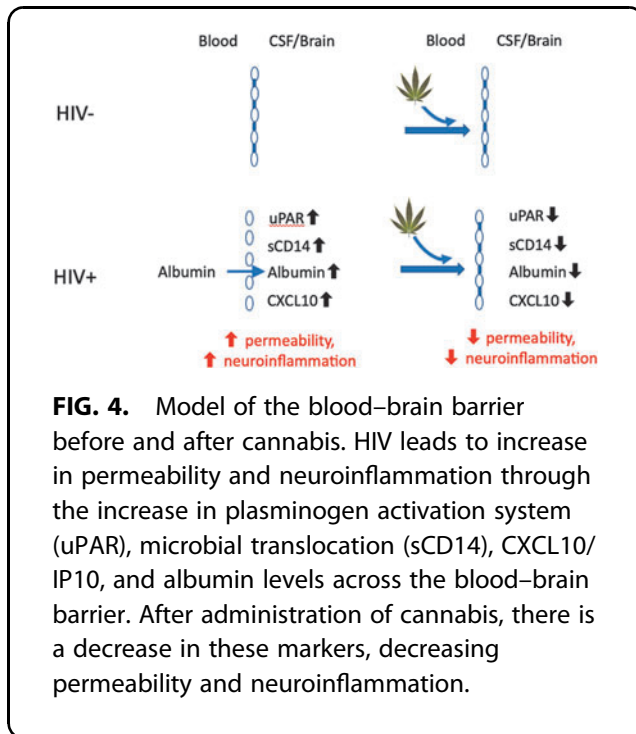 Blood CSF/Brain Blood CSF/Brain
HIV-
uPAR uPAR
sCD14 sCD14
HIV+ Albumin Albumin Albumin
CXCL10 CXCL10
permeability, permeability,
neuroinflammation neuroinflammation
FIG. 4. Model of the blood–brain barrier
before and after cannabis. HIV leads to increase
in permeability and neuroinflammation through
the increase in plasminogen activation system
(uPAR), microbial translocation (sCD14), CXCL10/
IP10, and albumin levels across the blood–brain
barrier. After administration of cannabis, there is
a decrease in these markers, decreasing
permeability and neuroinflammation.